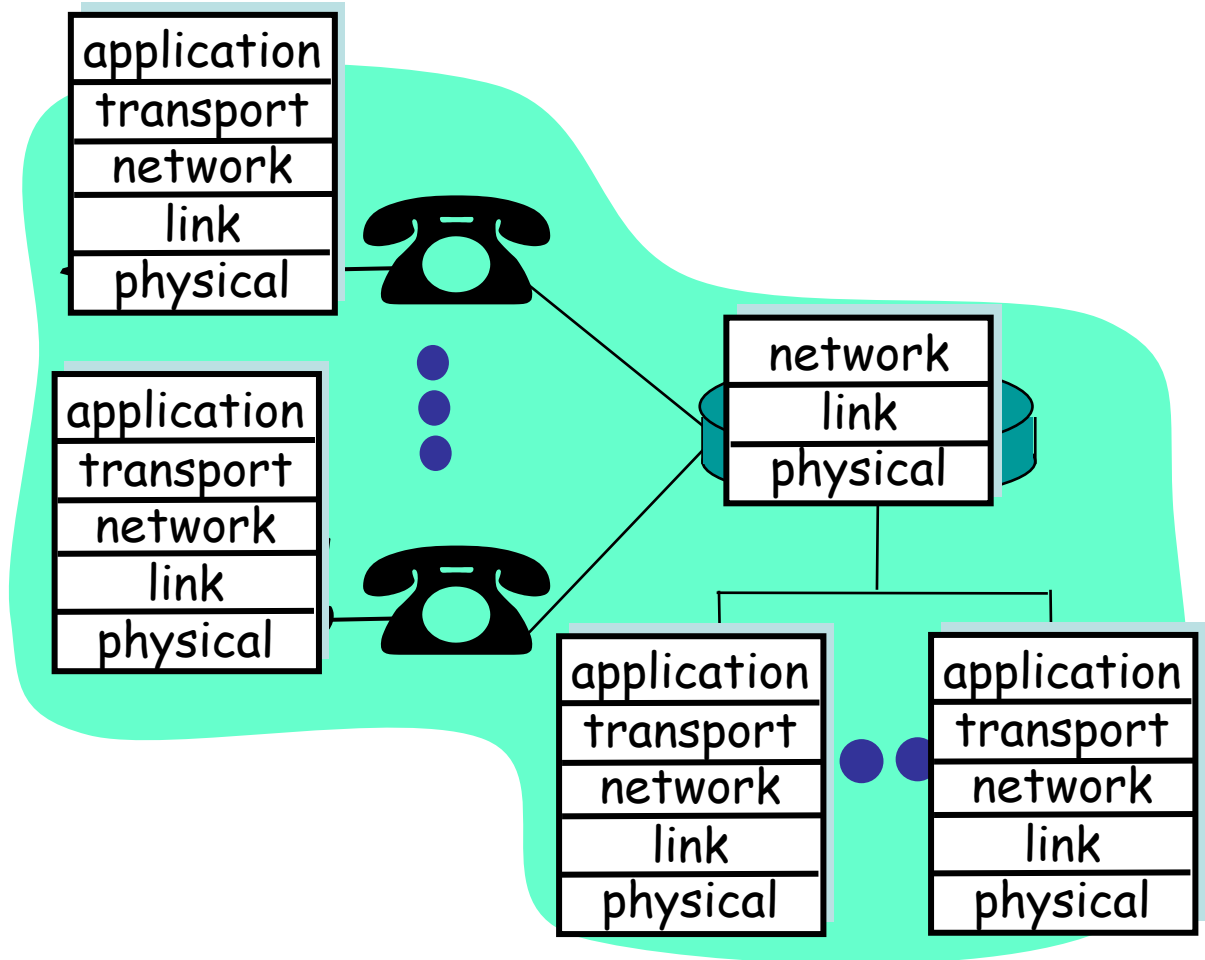 application
transport
network
link
physical
application
transport
network
link
physical
network
link
physical
application
transport
network
link
physical
application
transport
network
link
physical